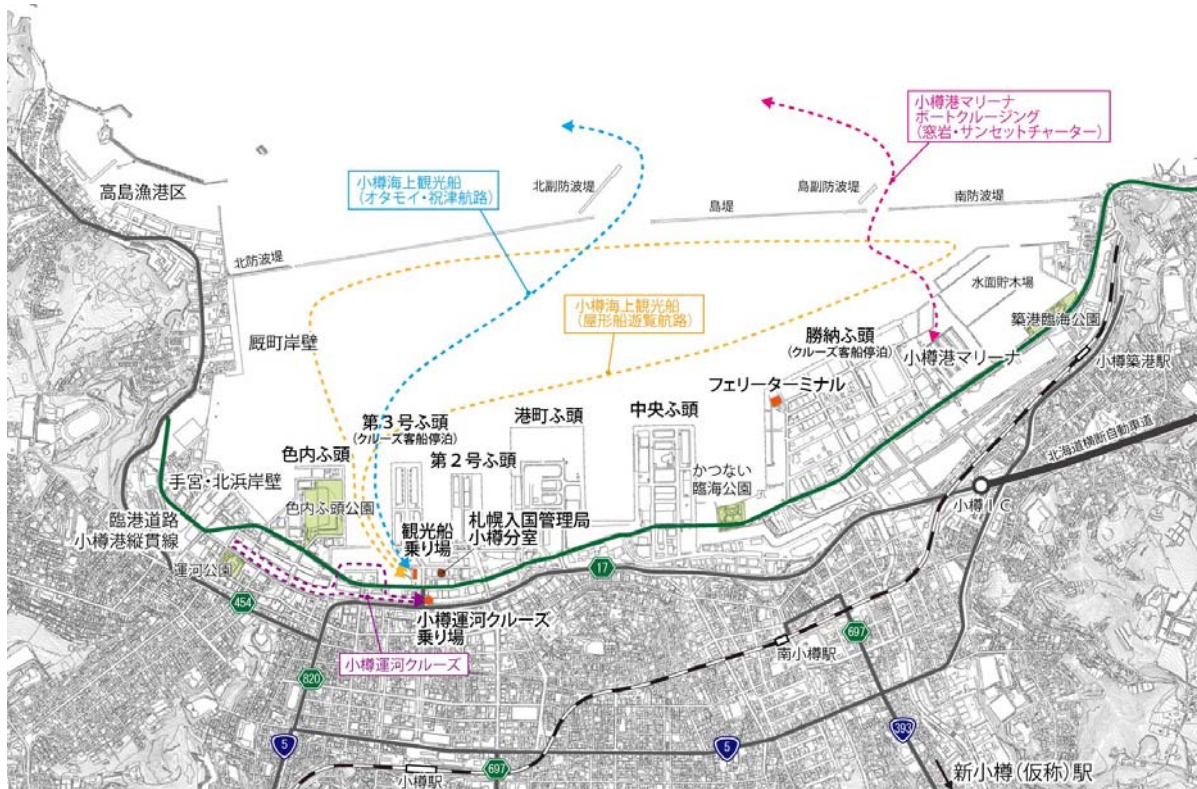 小樽港マリーナ
ボートクルージング
(窓岩・サンセットチャーター)
小樽海上観光船
(オタモイ・祝津航路)
北副防波堤
島副防波堤
高島漁港区
島堤
南防波堤
北防波堤
水面貯木場
小樽海上観光船
(屋形船遊覧航路)
築港臨海公園
厩町岸壁
勝納ふ頭
(クルーズ客船停泊)
小樽港マリーナ
小樽築港駅
フェリーターミナル
第3号ふ頭
(クルーズ客船停泊)
港町ふ頭
中央ふ頭
北海道横断自動車道
色内ふ頭
第2号ふ頭
手宮・北浜岸壁
かつない
臨海公園
小樽IC
色内ふ頭公園
臨港道路
小樽港縦貫線
観光船
乗り場
札幌入国管理局
小樽分室
運河公園
17
454
小樽運河クルーズ
乗り場
697
南小樽駅
小樽運河クルーズ
820
5
5
393
小樽駅
697
新小樽(仮称)駅